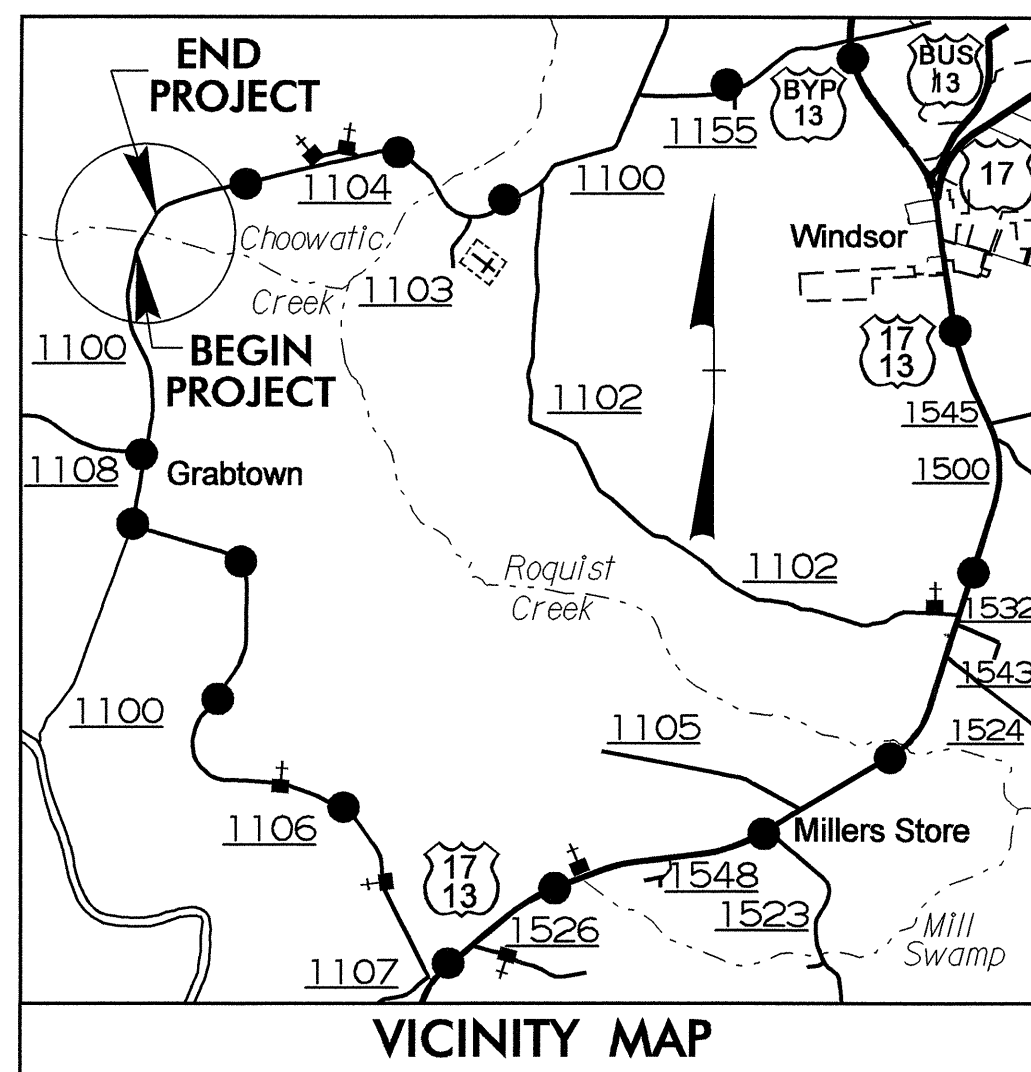 END
PROJECT
BYP
13
BUS
13
1155
17
1104
1100
Choowatic
Creek
1103
Windsor
1100
BEGIN
PROJECT
17
13
1102
1545
1108
Grabtown
1500
Roquist
Creek
1102
1532
1543
1100
1105
1524
1106
Millers Store
17
13
1548
1523
1526
Mill
Swamp
1107
VICINITY MAP